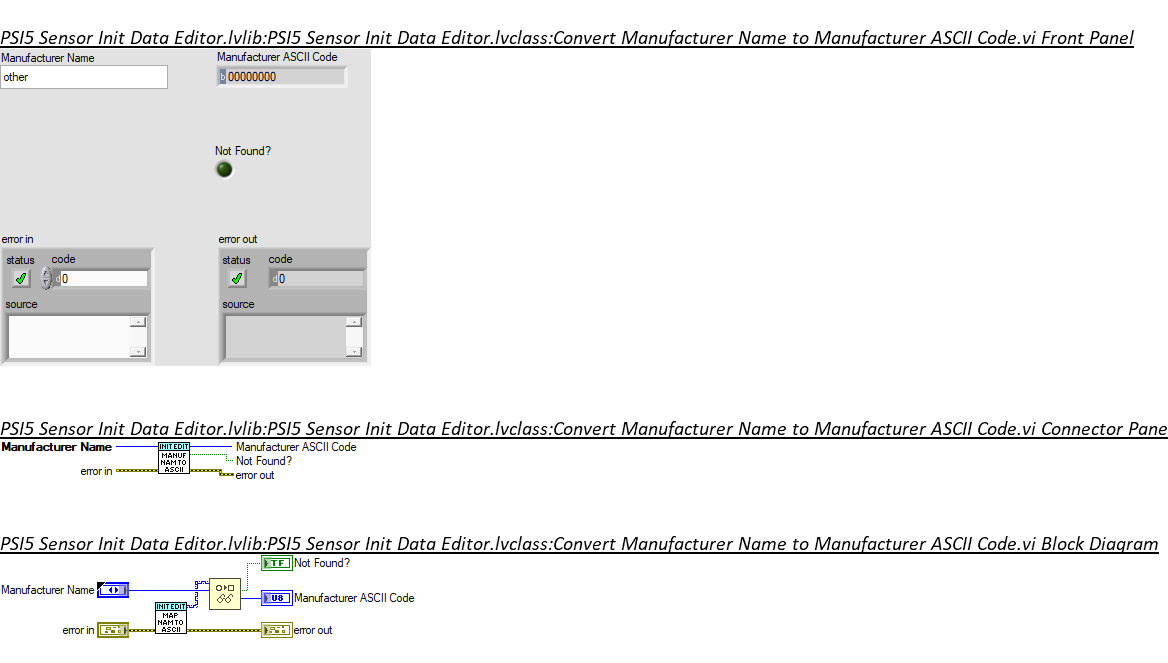 PSI5 Sensor Init Data Editor.lvlib:PSI5 Sensor Init Data Editor.lvclass:Convert Manufacturer Name to Manufacturer ASCII Code.vi Front Panel
Manufacturer Name Manufacturer ASCII Code
other b 00000000
Not Found?
error in error out
status code status code
d 0 d 0
source source
PSI5 Sensor Init Data Editor.lvlib:PSI5 Sensor Init Data Editor.lvclass:Convert Manufacturer Name to Manufacturer ASCII Code.vi Connector Pane
Manufacturer Name INIT EDIT Manufacturer ASCII Code
MANUF Not Found?
NAM TO
error in ASCII error out
PSI5 Sensor Init Data Editor.lvlib:PSI5 Sensor Init Data Editor.lvclass:Convert Manufacturer Name to Manufacturer ASCII Code.vi Block Diagram
TF Not Found?
Manufacturer Name
U8 Manufacturer ASCII Code
INIT EDIT
MAP
NAM TO
error in ASCII error out